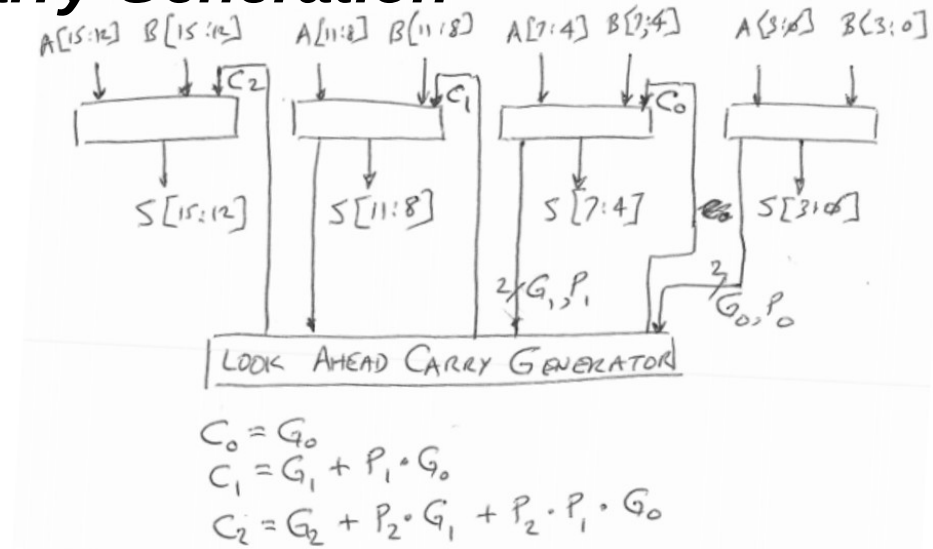 Carry Generation
A[15:12] B[15:12] A[11:8] B[11:8] A[7:4] B[7:4] A[3:0] B[3:0]
C₂ C₁ C₀
S[15:12] S[11:8] S[7:4] S[3:0]
2 G₁,P₁ 2 G₀,P₀
LOOK AHEAD CARRY GENERATOR
C₀ = G₀
C₁ = G₁ + P₁·G₀
C₂ = G₂ + P₂·G₁ + P₂·P₁·G₀